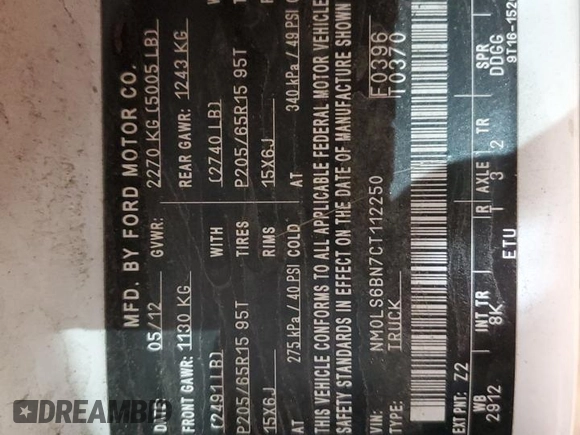 MFD. BY FORD MOTOR CO.
DATE: 05/12 GVWR: 2270 KG (5005 LB)
FRONT GAWR: 1130 KG REAR GAWR: 1243 KG
(2491 LB) WITH (2740 LB)
P205/65R15 95T TIRES P205/65R15 95T
15X6J RIMS 15X6J
AT 275 kPa/ 40 PSI COLD AT 340 kPa/ 49 PSI
THIS VEHICLE CONFORMS TO ALL APPLICABLE FEDERAL MOTOR VEHICLE
SAFETY STANDARDS IN EFFECT ON THE DATE OF MANUFACTURE SHOWN
VIN: NM0LS6BN7CT112250 F0396
TYPE: TRUCK T0370
EXT PNT: Z2
WB INT TR R AXLE TR SPR
2912 8K 1 3 2 DDGG
ETU 9T16-152
DREAMBID